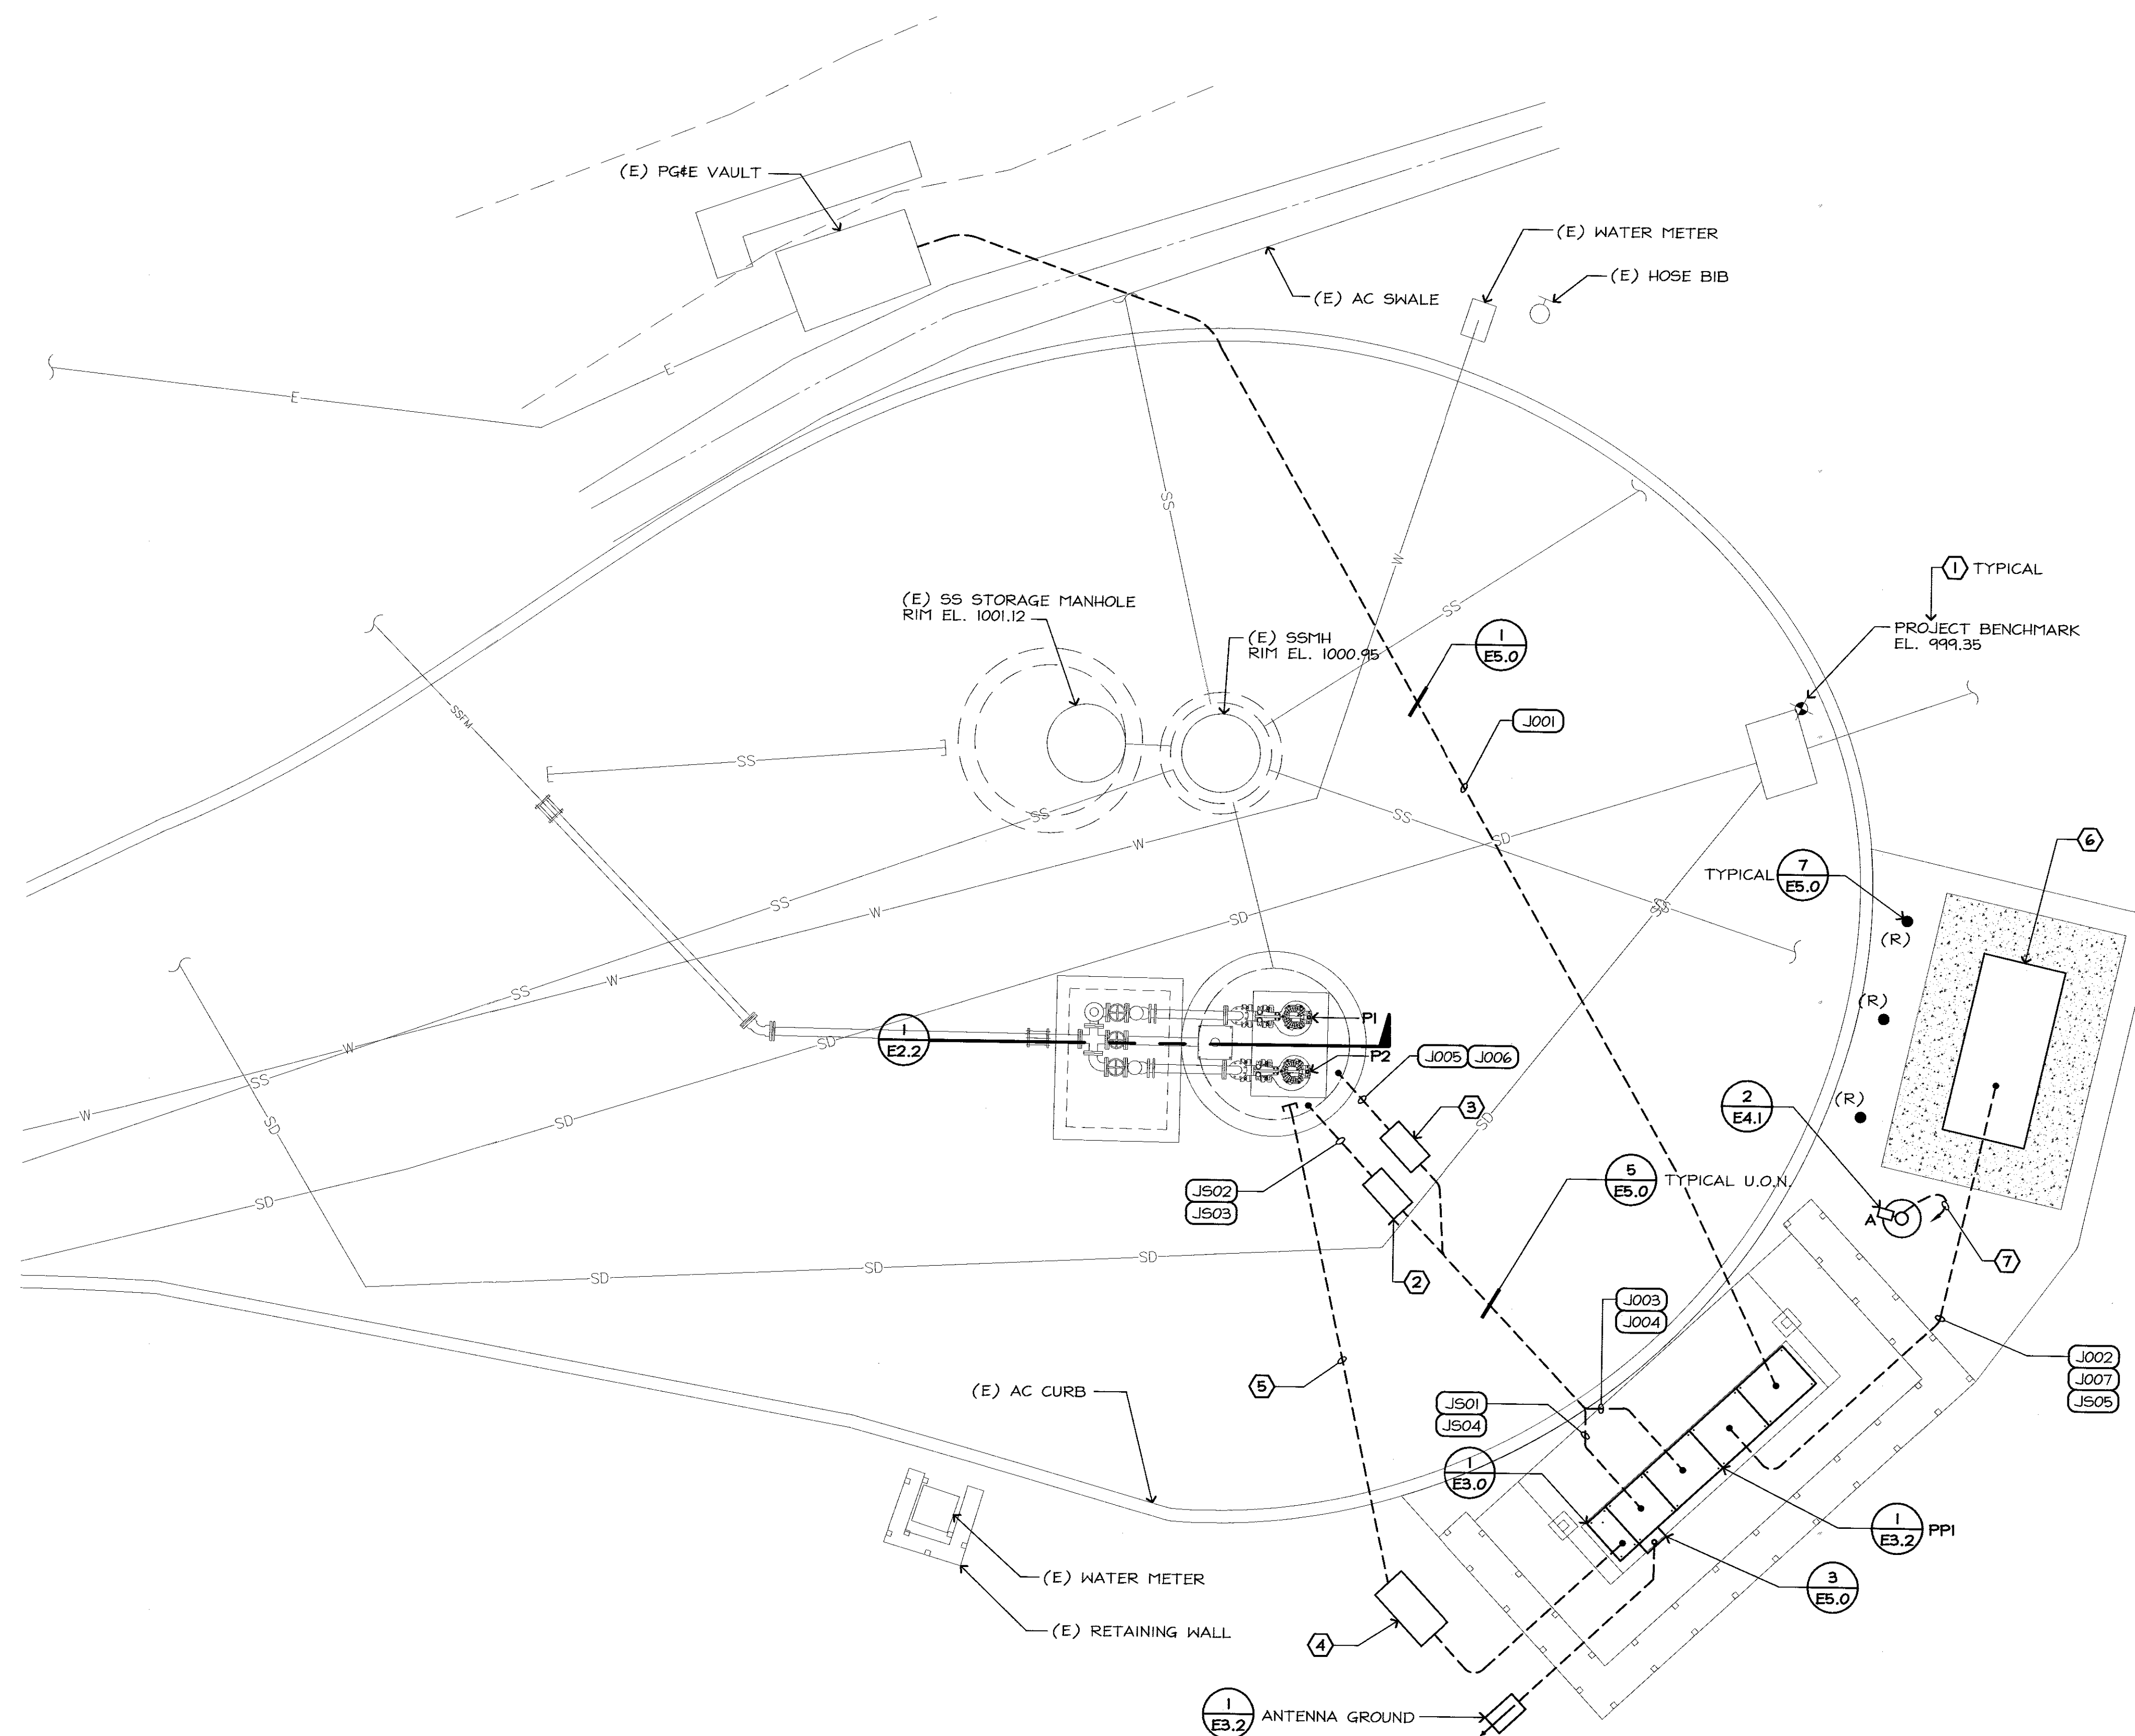 (E) PG&E VAULT
(E) WATER METER
(E) HOSE BIB
(E) AC SWALE
E
E
SS
W
1 TYPICAL
(E) SS STORAGE MANHOLE
RIM EL. 1001.12
(E) SSMH
RIM EL. 1000.95
1
E5.0
SS
PROJECT BENCHMARK
EL. 999.35
SSFM
J001
SS
SS
SS
W
SD
6
TYPICAL
7
E5.0
SS
W
SD
SS
(R)
SS
W
(R)
1
E2.2
P1
P2
SD
W
J005
J006
SS
W
SD
SD
3
SD
2
E4.1
(R)
JS02
JS03
5
E5.0
TYPICAL U.O.N.
SD
A
7
SD
SD
SD
2
J003
J004
J002
J007
JS05
5
(E) AC CURB
JS01
JS04
1
E3.0
1
E3.2
PP1
(E) WATER METER
3
E5.0
(E) RETAINING WALL
4
1
E3.2
ANTENNA GROUND